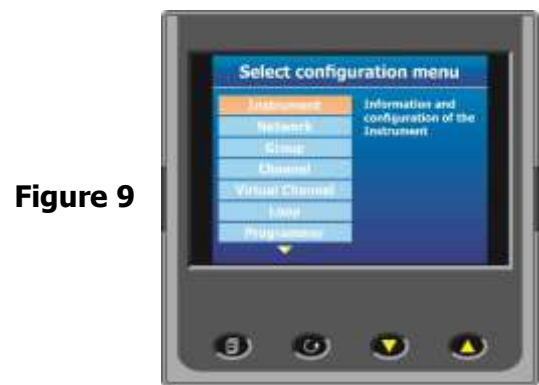 Figure 9
Select configuration menu
Instrument
Network
Group
Channel
Virtual Channel
Loop
Programmer
Information and
configuration of the
Instrument